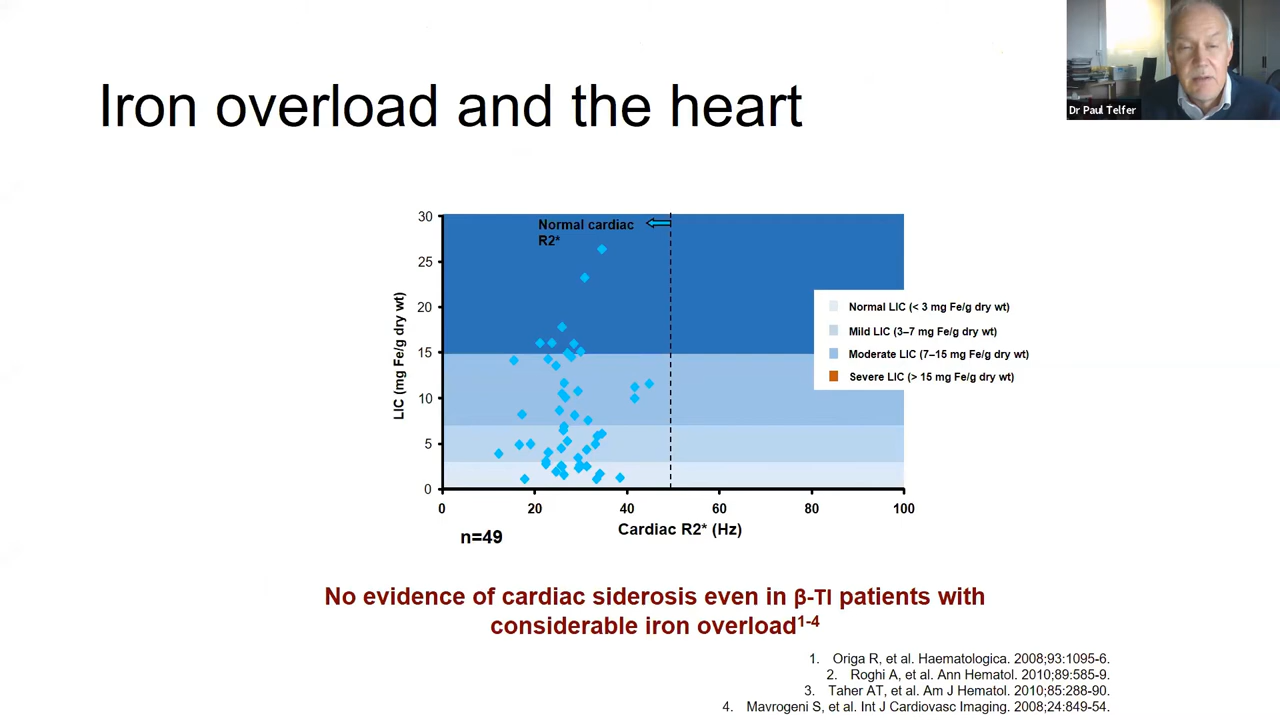 Dr Paul Telfer
Iron overload and the heart
Normal cardiac
R2*
30
25
20
15
10
5
0
LIC (mg Fe/g dry wt)
Normal LIC (< 3 mg Fe/g dry wt)
Mild LIC (3–7 mg Fe/g dry wt)
Moderate LIC (7–15 mg Fe/g dry wt)
Severe LIC (> 15 mg Fe/g dry wt)
0 20 40 60 80 100
Cardiac R2* (Hz)
n=49
No evidence of cardiac siderosis even in β-TI patients with
considerable iron overload1-4
1. Origa R, et al. Haematologica. 2008;93:1095-6.
2. Roghi A, et al. Ann Hematol. 2010;89:585-9.
3. Taher AT, et al. Am J Hematol. 2010;85:288-90.
4. Mavrogeni S, et al. Int J Cardiovasc Imaging. 2008;24:849-54.